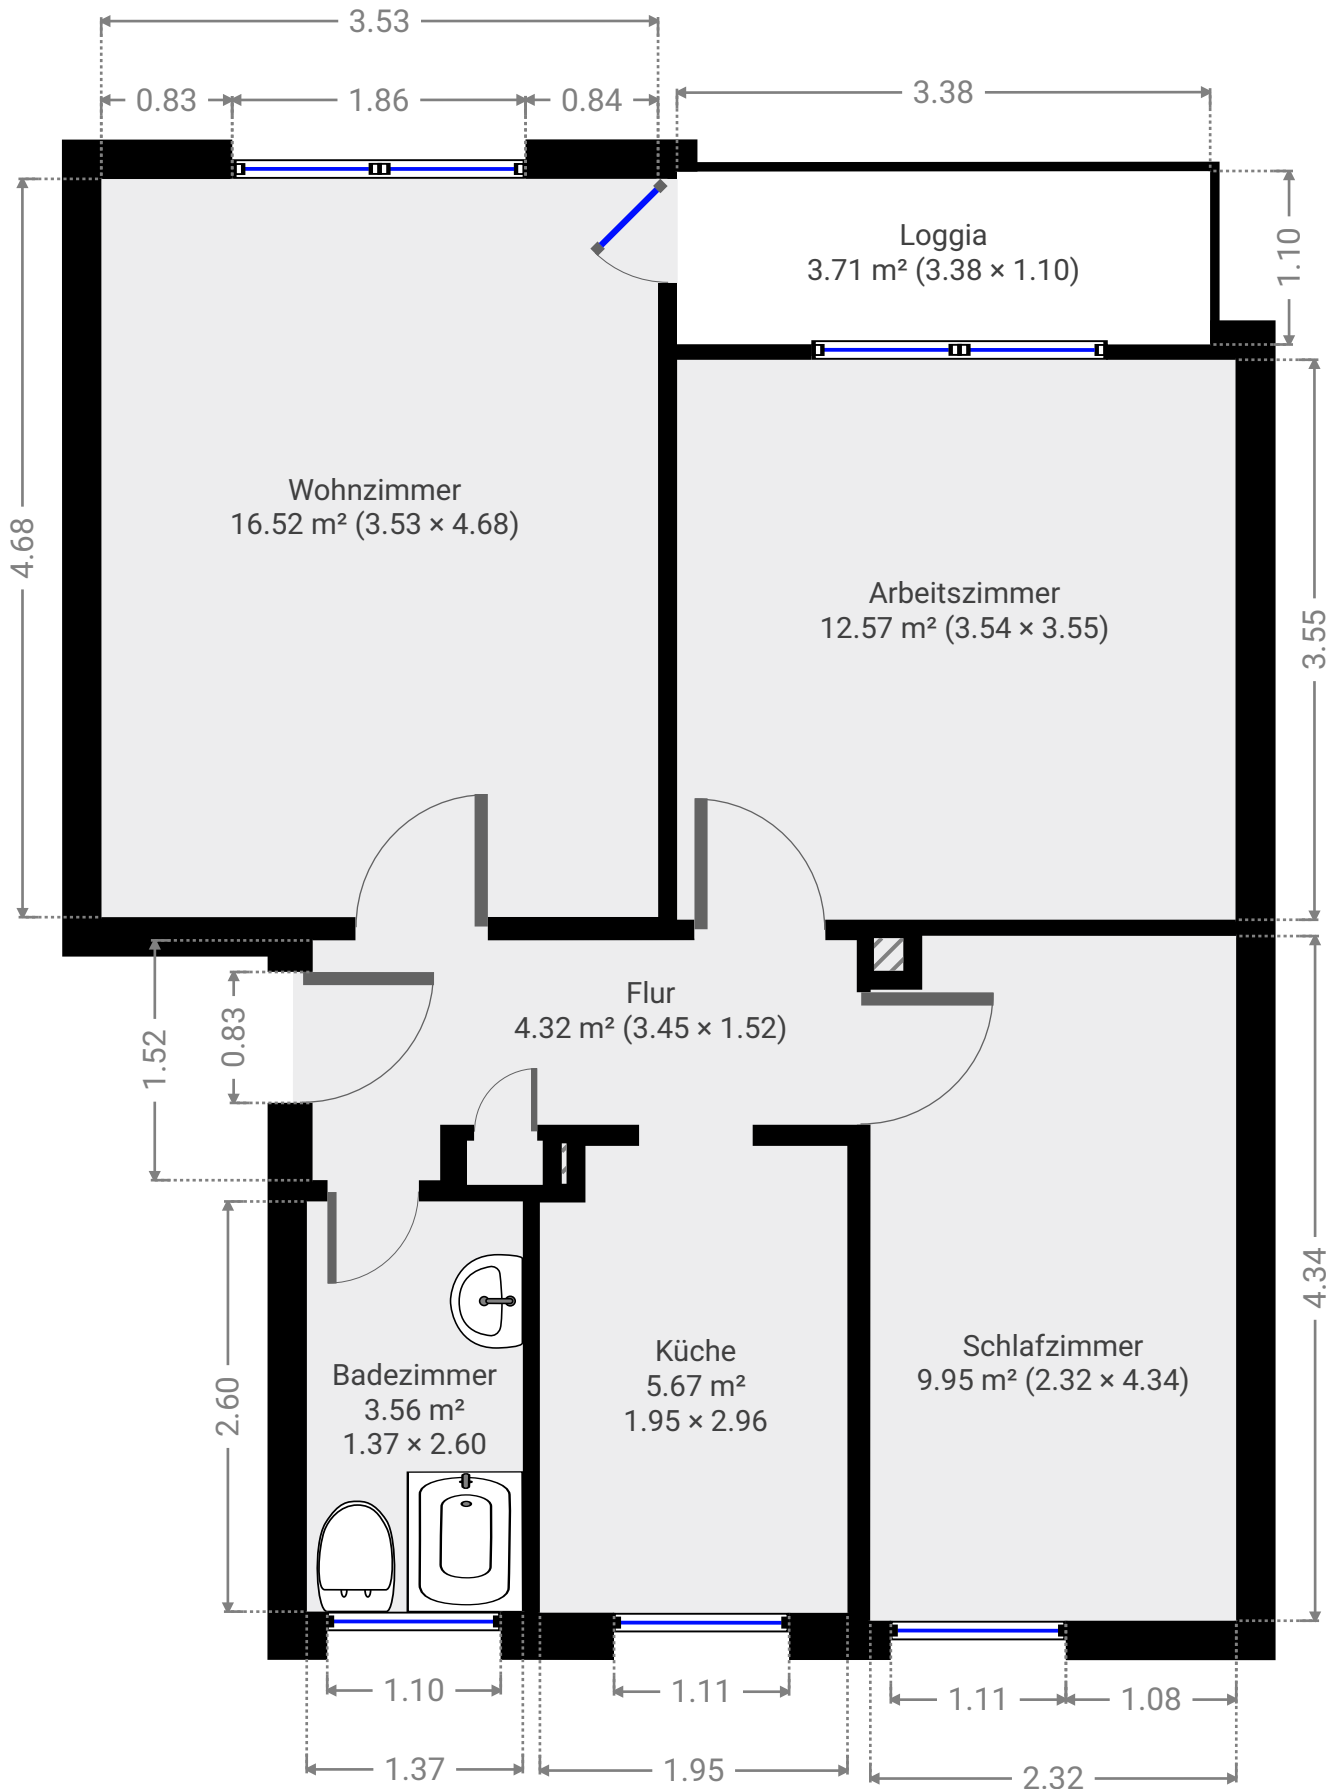 3.53
0.83
1.86
0.84
3.38
Loggia
3.71 m² (3.38 × 1.10)
1.10
Wohnzimmer
16.52 m² (3.53 × 4.68)
4.68
Arbeitszimmer
12.57 m² (3.54 × 3.55)
3.55
Flur
4.32 m² (3.45 × 1.52)
1.52
0.83
Badezimmer
3.56 m²
1.37 × 2.60
2.60
Küche
5.67 m²
1.95 × 2.96
Schlafzimmer
9.95 m² (2.32 × 4.34)
4.34
1.10
1.11
1.11
1.08
1.37
1.95
2.32